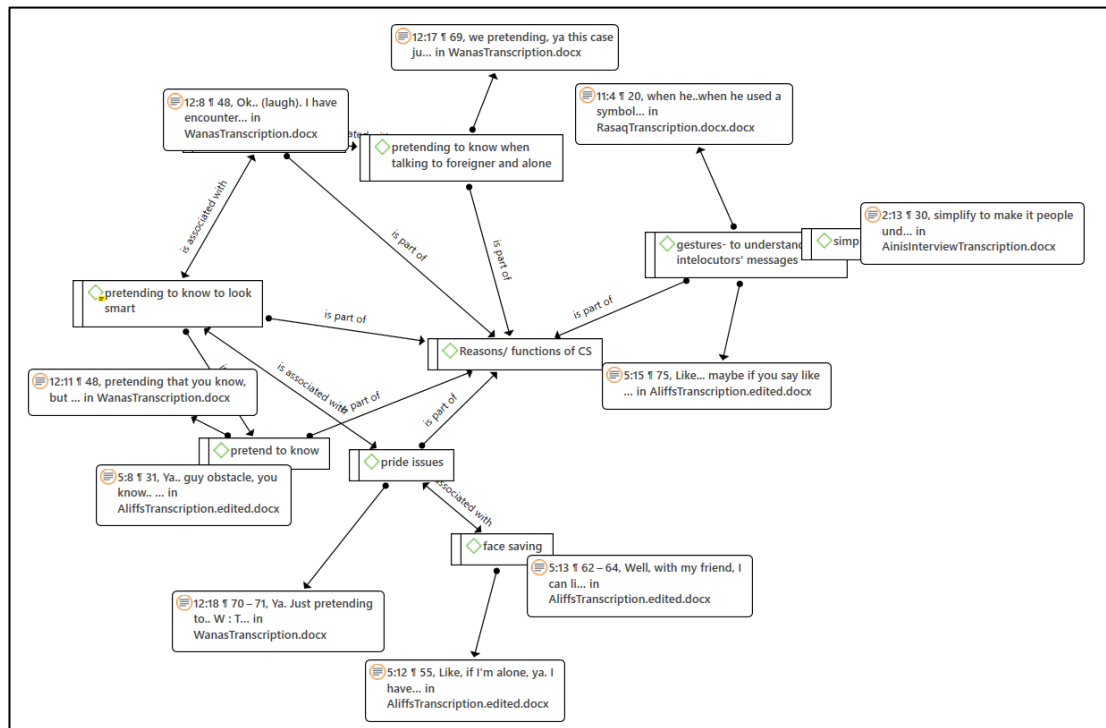 12:17 ¶ 69, we pretending, ya this case
ju... in WanasTranscription.docx
12:8 ¶ 48, Ok.. (laugh). I have
encounter... in
WanasTranscription.docx
11:4 ¶ 20, when he..when he used a
symbol... in
RasaqTranscription.docx.docx
pretending to know when
talking to foreigner and alone
2:13 ¶ 30, simplify to make it people
und... in
AinisInterviewTranscription.docx
gestures- to understand
intelocutors' messages
simp
is associated with
is part of
is part of
is part of
pretending to know to look
smart
is part of
Reasons/ functions of CS
5:15 ¶ 75, Like... maybe if you say like
... in AliffsTranscription.edited.docx
12:11 ¶ 48, pretending that you know,
but ... in WanasTranscription.docx
is associated with
is part of
is part of
pretend to know
pride issues
5:8 ¶ 31, Ya.. guy obstacle, you
know.. ... in
AliffsTranscription.edited.docx
associated with
face saving
5:13 ¶ 62 – 64, Well, with my friend, I
can li... in
AliffsTranscription.edited.docx
12:18 ¶ 70 – 71, Ya. Just pretending
to.. W : T... in
WanasTranscription.docx
5:12 ¶ 55, Like, if I'm alone, ya. I
have... in
AliffsTranscription.edited.docx